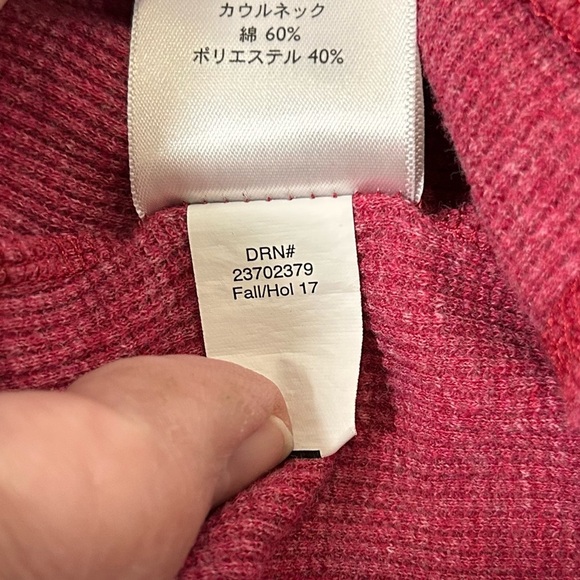 カウルネック
綿 60%
ポリエステル 40%
DRN#
23702379
Fall/Hol 17